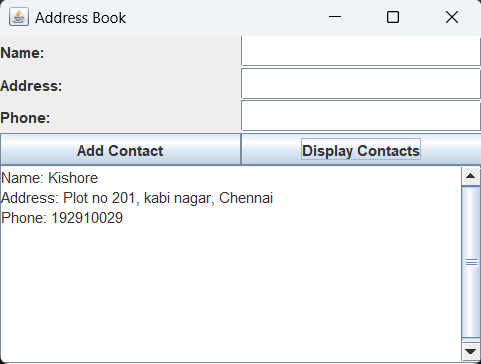 Address Book
Name:
Address:
Phone:
Add Contact Display Contacts
Name: Kishore
Address: Plot no 201, kabi nagar, Chennai
Phone: 192910029